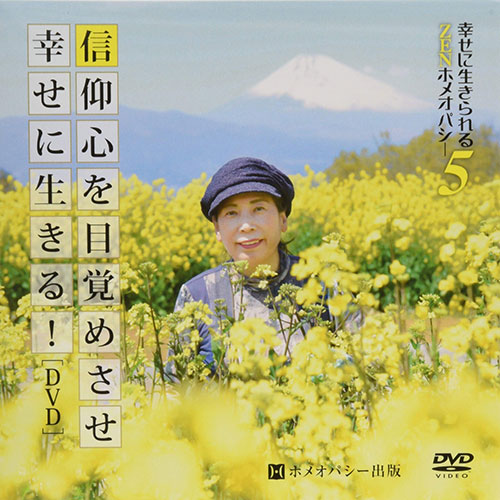 幸せに生きられる
ZENホメオパシー5
信仰心を目覚めさせ
幸せに生きる！［DVD］
ホメオパシー出版
DVD
VIDEO